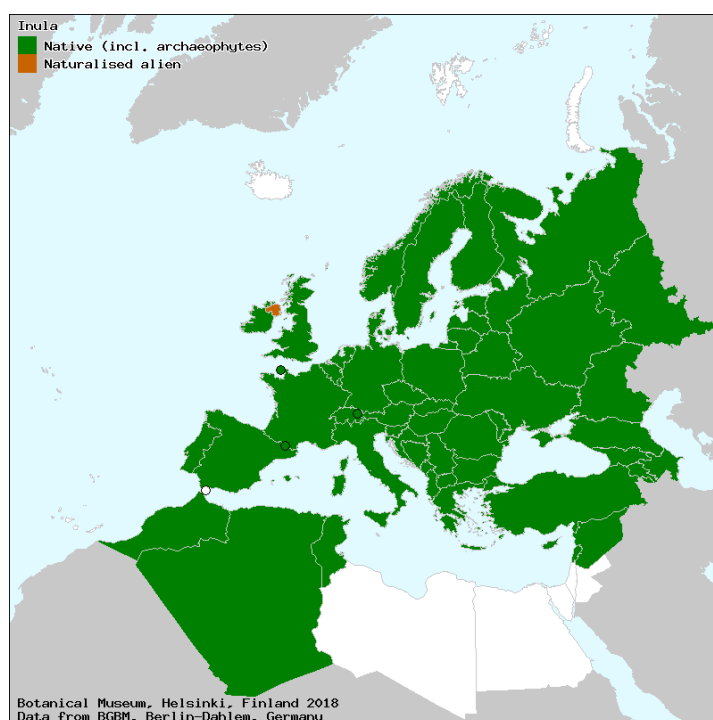 Inula
Native (incl. archaeophytes)
Naturalised alien
Botanical Museum, Helsinki, Finland 2018
Data from BGBM, Berlin-Dahlem, Germany